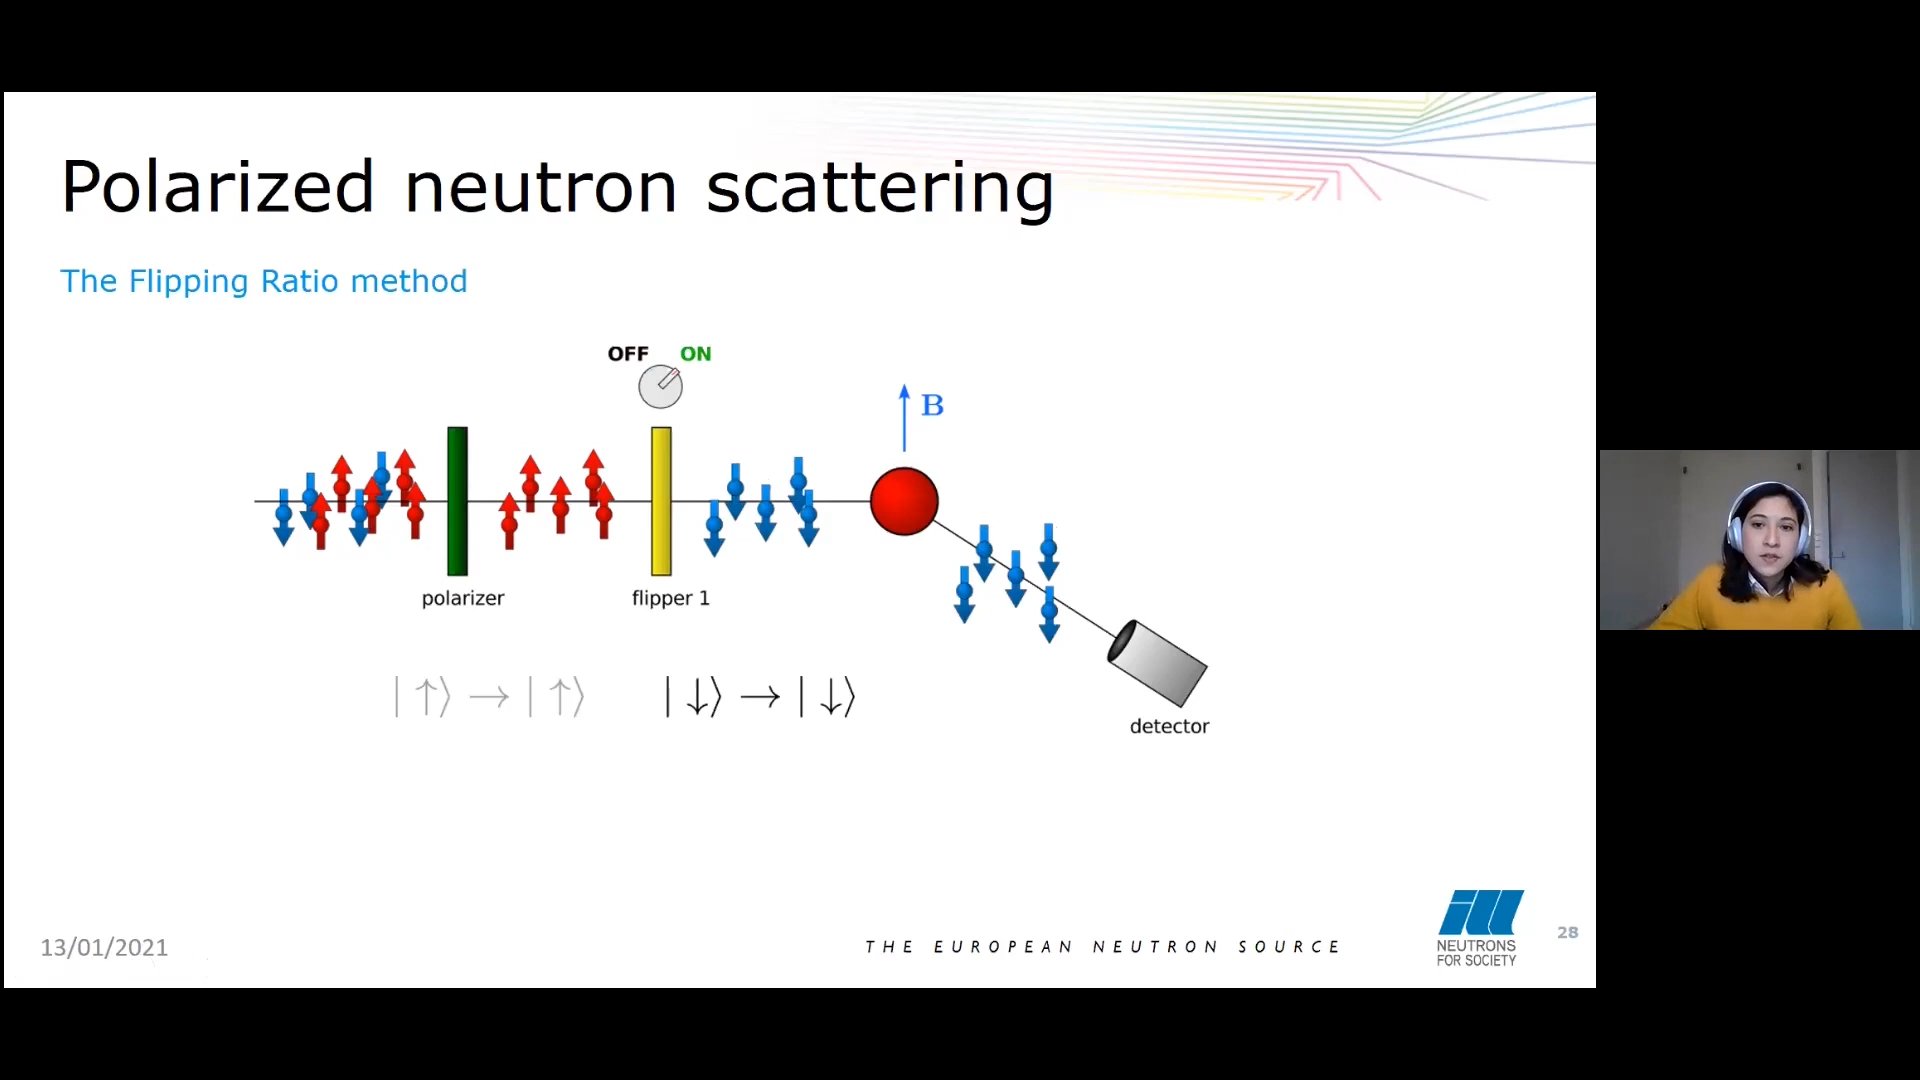 Polarized neutron scattering
The Flipping Ratio method
OFF ON
B
polarizer
flipper 1
| ↑⟩ → | ↑⟩ | ↓⟩ → | ↓⟩
detector
13/01/2021
THE EUROPEAN NEUTRON SOURCE
ill
NEUTRONS
FOR SOCIETY
28